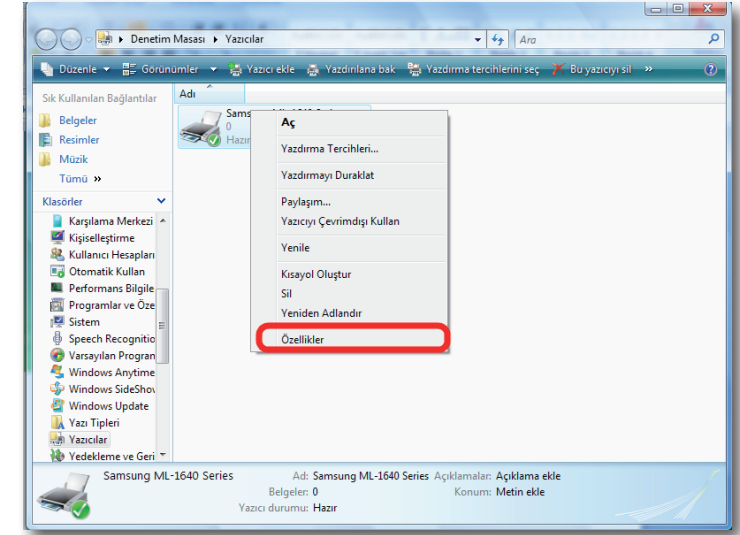 Denetim Masası ▸ Yazıcılar
Ara
Düzenle Görünümler Yazıcı ekle Yazdırılana bak Yazdırma tercihlerini seç Bu yazıcıyı sil »
Sık Kullanılan Bağlantılar
Belgeler
Resimler
Müzik
Tümü »
Klasörler
Karşılama Merkezi
Kişiselleştirme
Kullanıcı Hesapları
Otomatik Kullan
Performans Bilgile
Programlar ve Öze
Sistem
Speech Recognitio
Varsayılan Program
Windows Anytime
Windows SideShov
Windows Update
Yazı Tipleri
Yazıcılar
Yedekleme ve Geri
Adı
Sams
0
Hazır
Aç
Yazdırma Tercihleri...
Yazdırmayı Duraklat
Paylaşım...
Yazıcıyı Çevrimdışı Kullan
Yenile
Kısayol Oluştur
Sil
Yeniden Adlandır
Özellikler
Samsung ML-1640 Series Ad: Samsung ML-1640 Series Açıklamalar: Açıklama ekle
Belgeler: 0 Konum: Metin ekle
Yazıcı durumu: Hazır